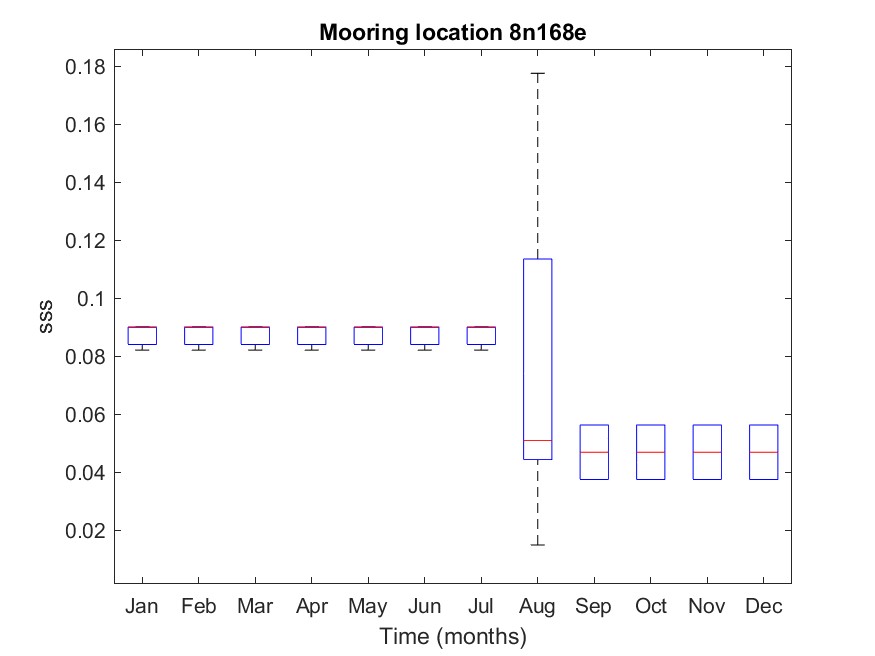 Mooring location 8n168e
0.18
0.16
0.14
0.12
0.1
0.08
0.06
0.04
0.02
sss
Jan Feb Mar Apr May Jun Jul Aug Sep Oct Nov Dec
Time (months)